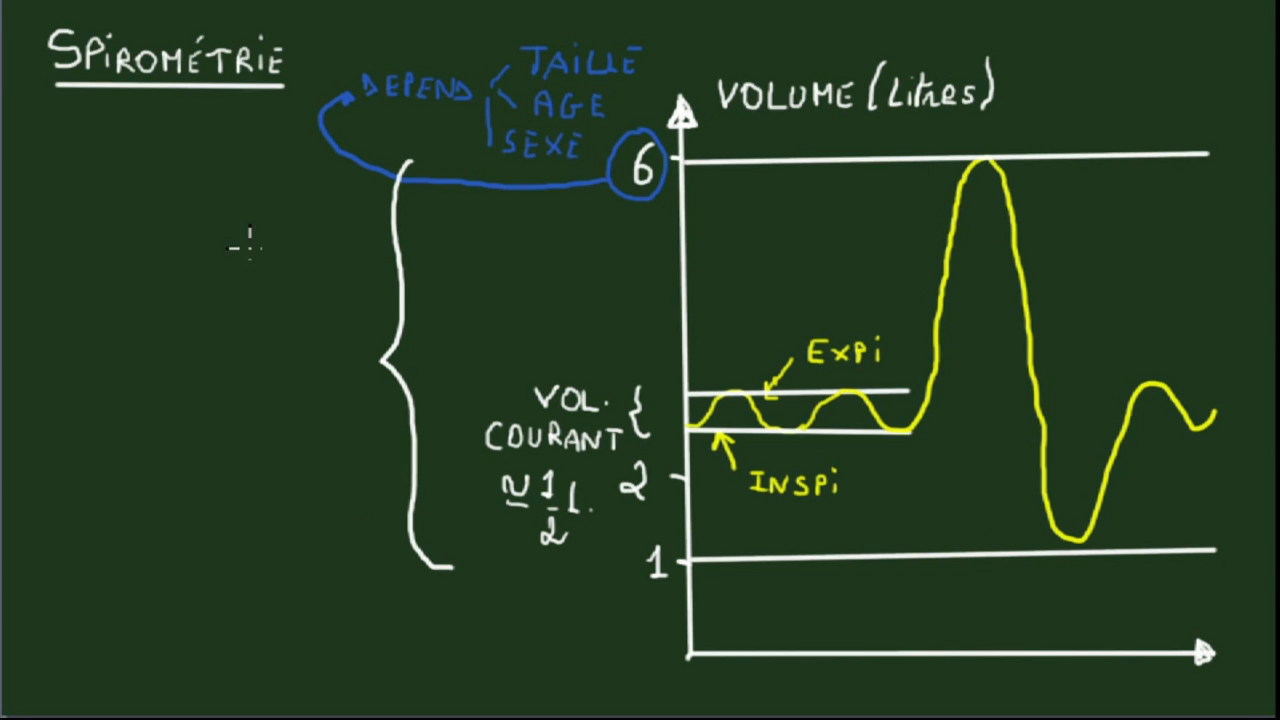 SPIROMÉTRIE
DEPEND
TAILLE
AGE
SEXE
VOLUME (Litres)
6
EXPi
VOL.
COURANT
≃ 1/2 l.
2
INSPi
1